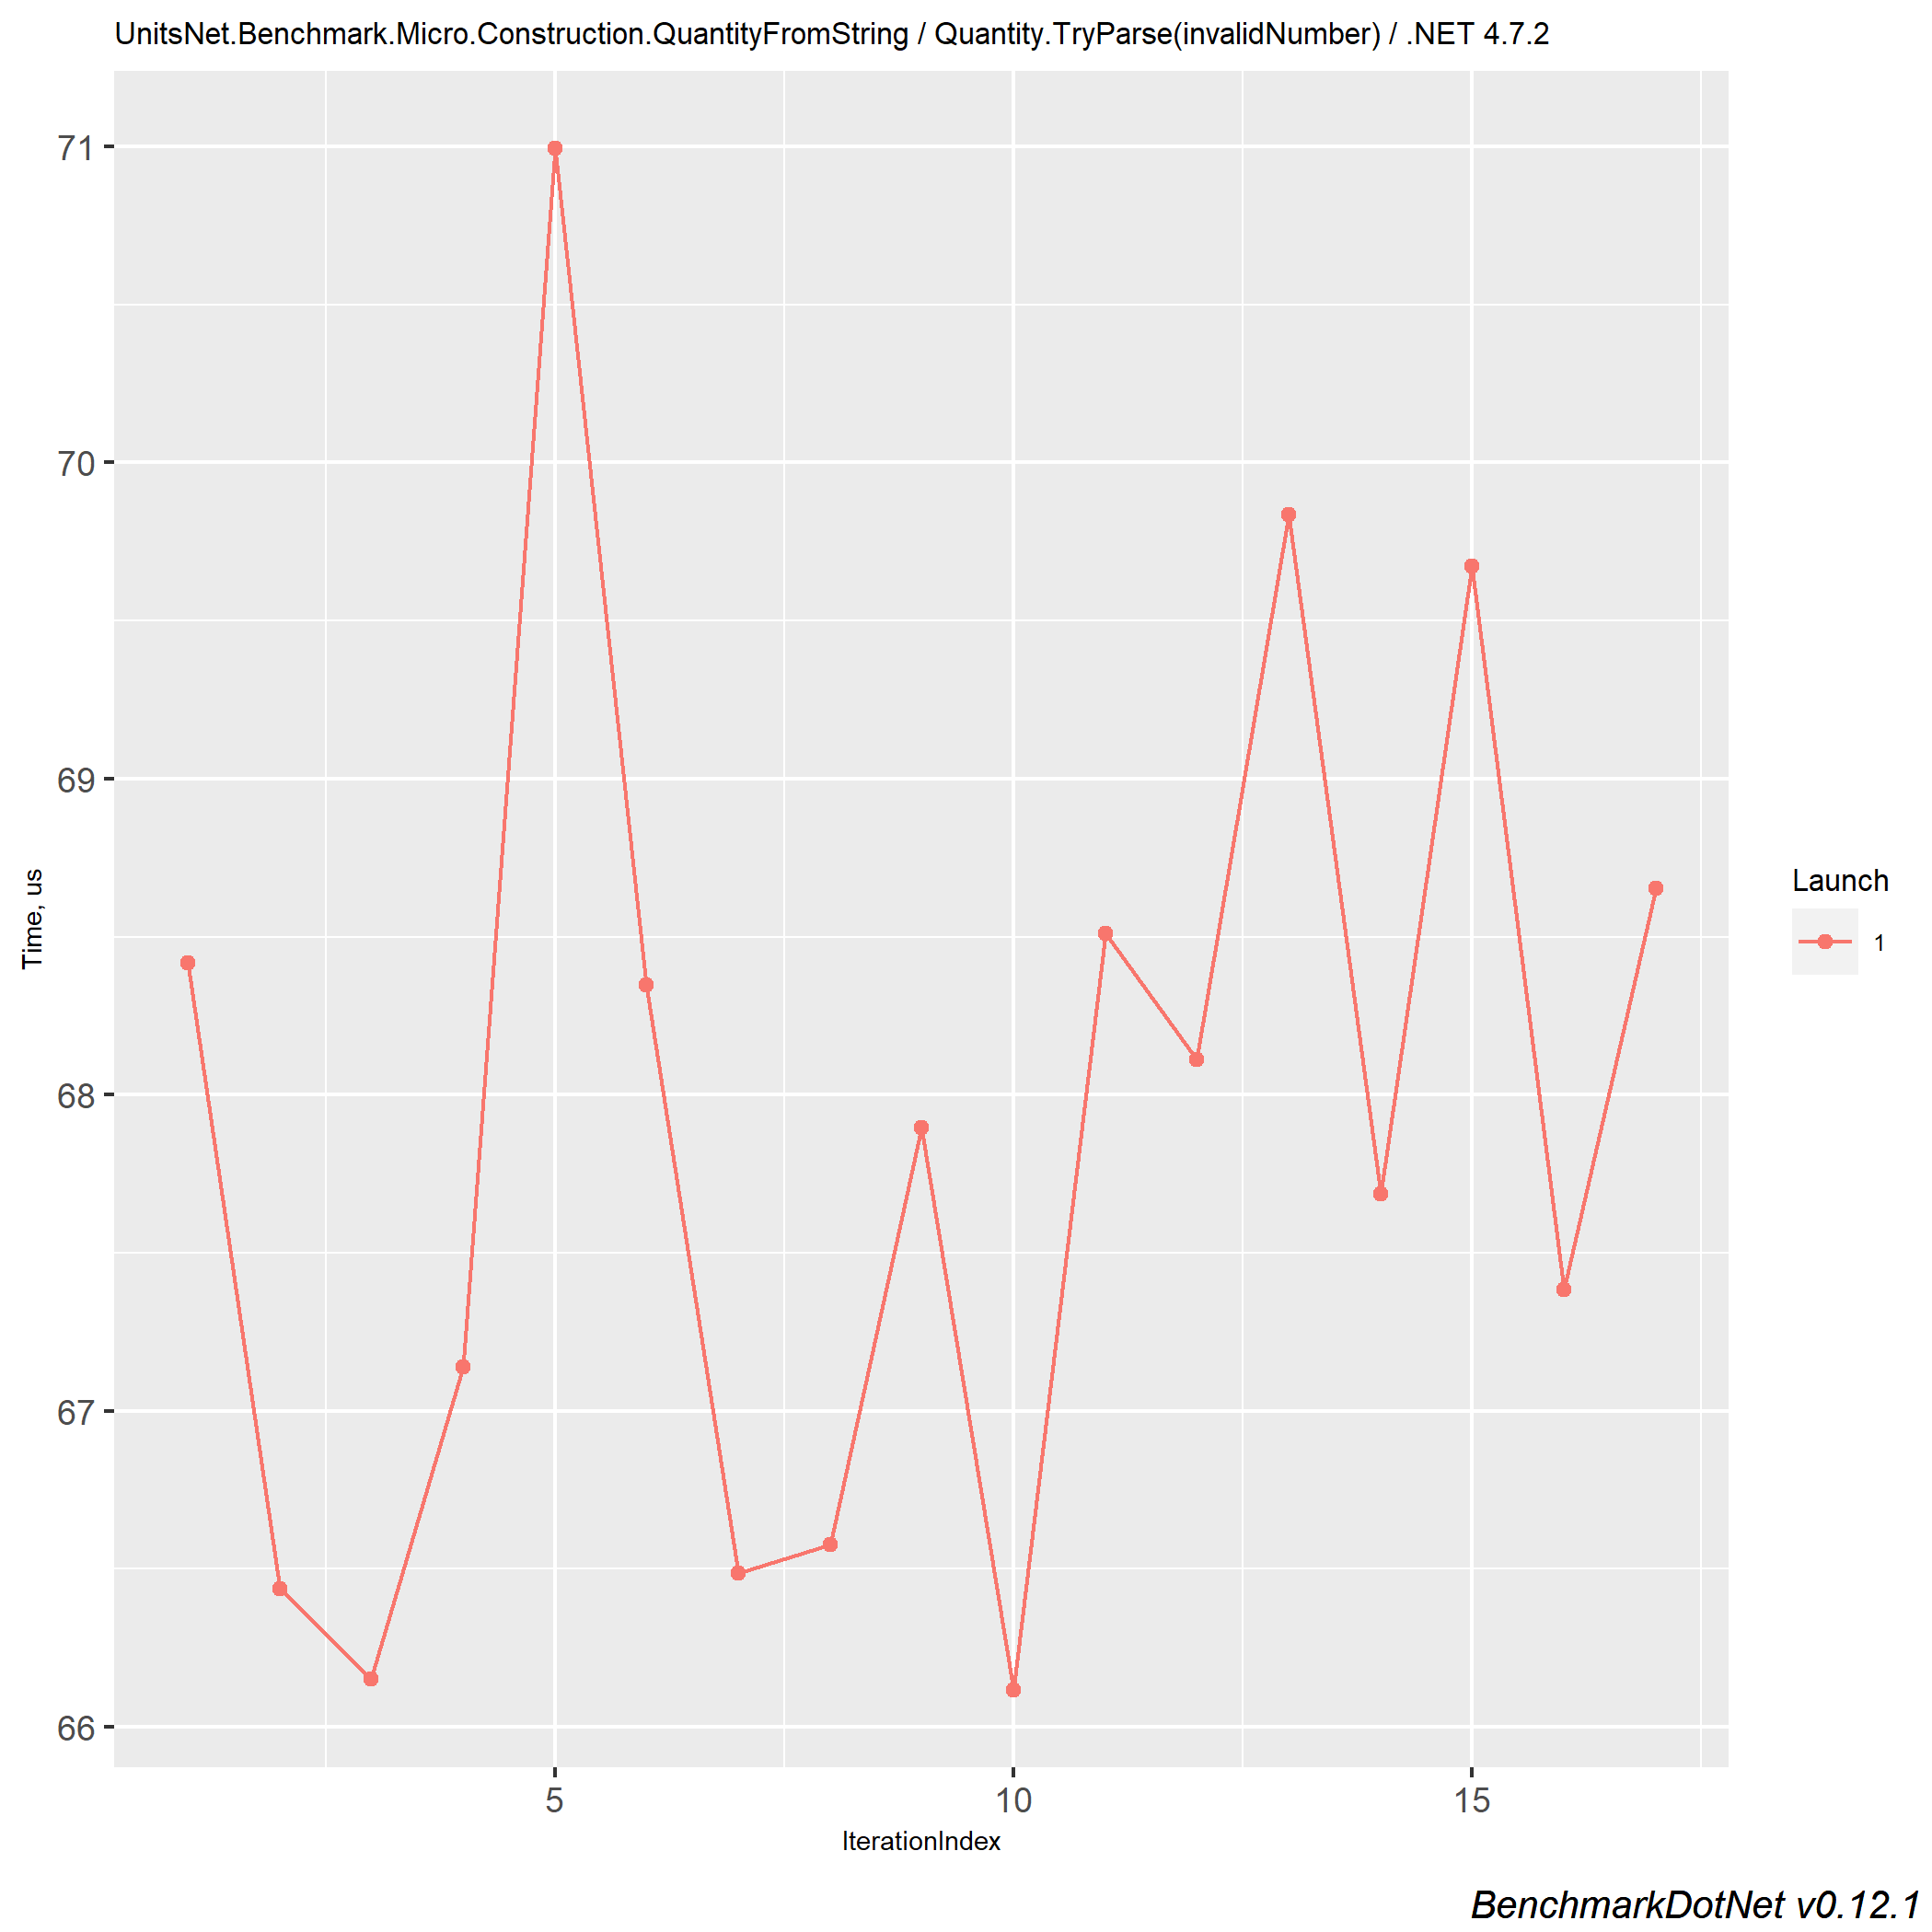 UnitsNet.Benchmark.Micro.Construction.QuantityFromString / Quantity.TryParse(invalidNumber) / .NET 4.7.2
71
70
69
68
67
66
Time, us
5 10 15
IterationIndex
Launch
1
BenchmarkDotNet v0.12.1